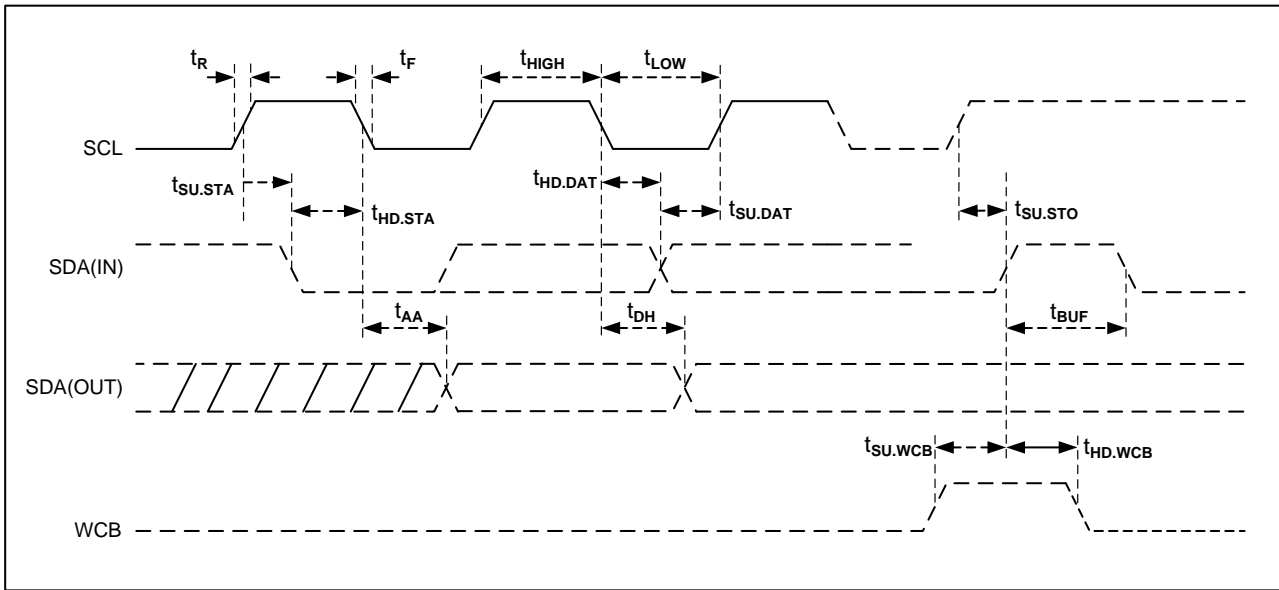 tR
tF
tHIGH
tLOW
SCL
tSU.STA
tHD.STA
tHD.DAT
tSU.DAT
tSU.STO
SDA(IN)
tAA
tDH
tBUF
SDA(OUT)
tSU.WCB
tHD.WCB
WCB